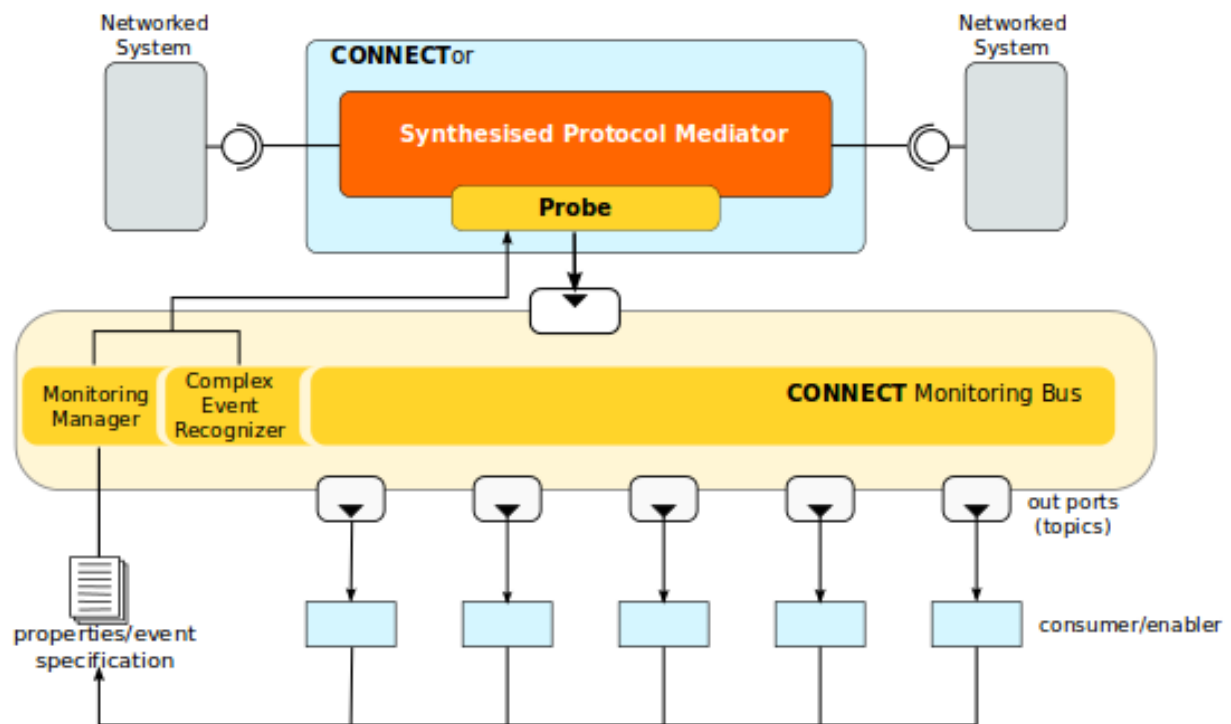 Networked
System
Networked
System
CONNECTor
Synthesised Protocol Mediator
Probe
Monitoring
Manager
Complex
Event
Recognizer
CONNECT Monitoring Bus
out ports
(topics)
properties/event
specification
consumer/enabler